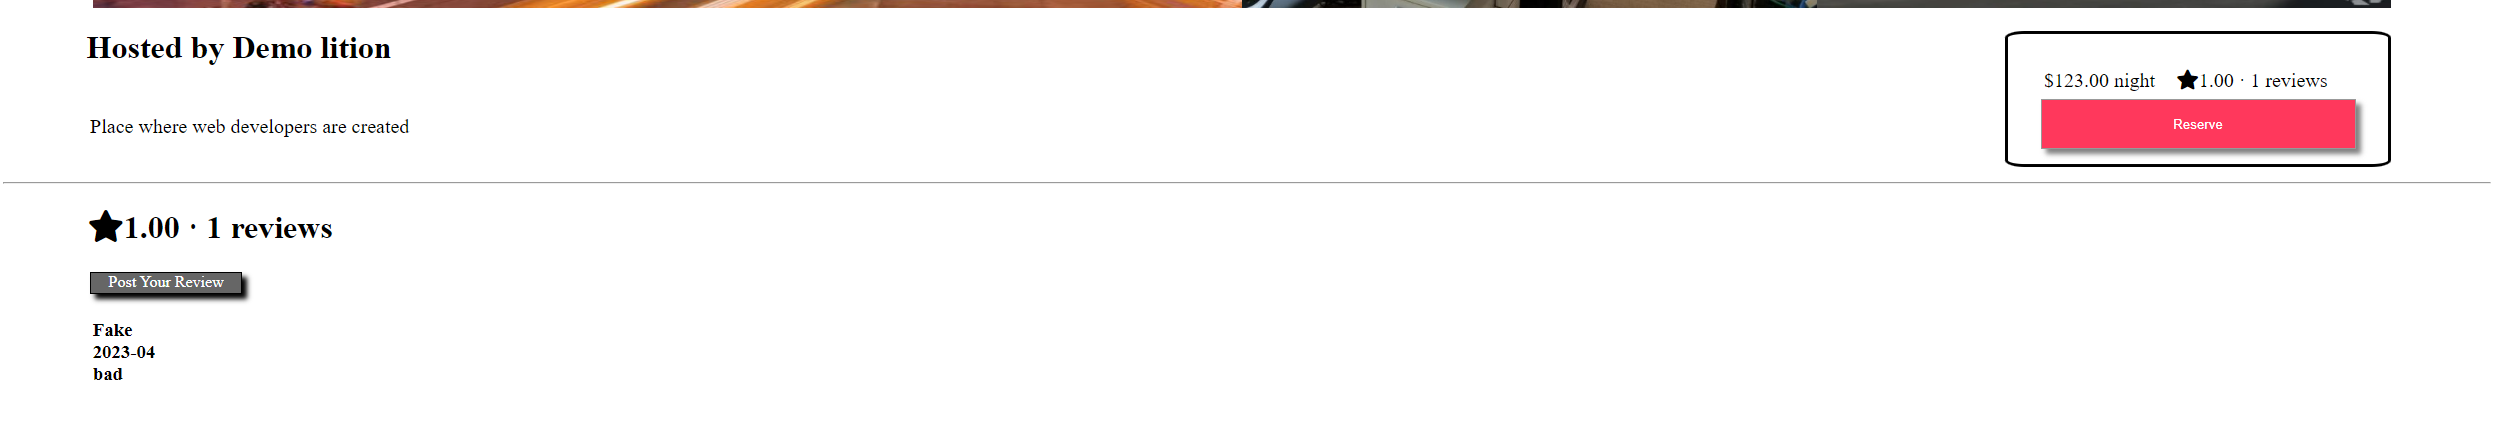 Hosted by Demo lition
$123.00 night ★1.00 · 1 reviews
Place where web developers are created
Reserve
★1.00 · 1 reviews
Post Your Review
Fake
2023-04
bad